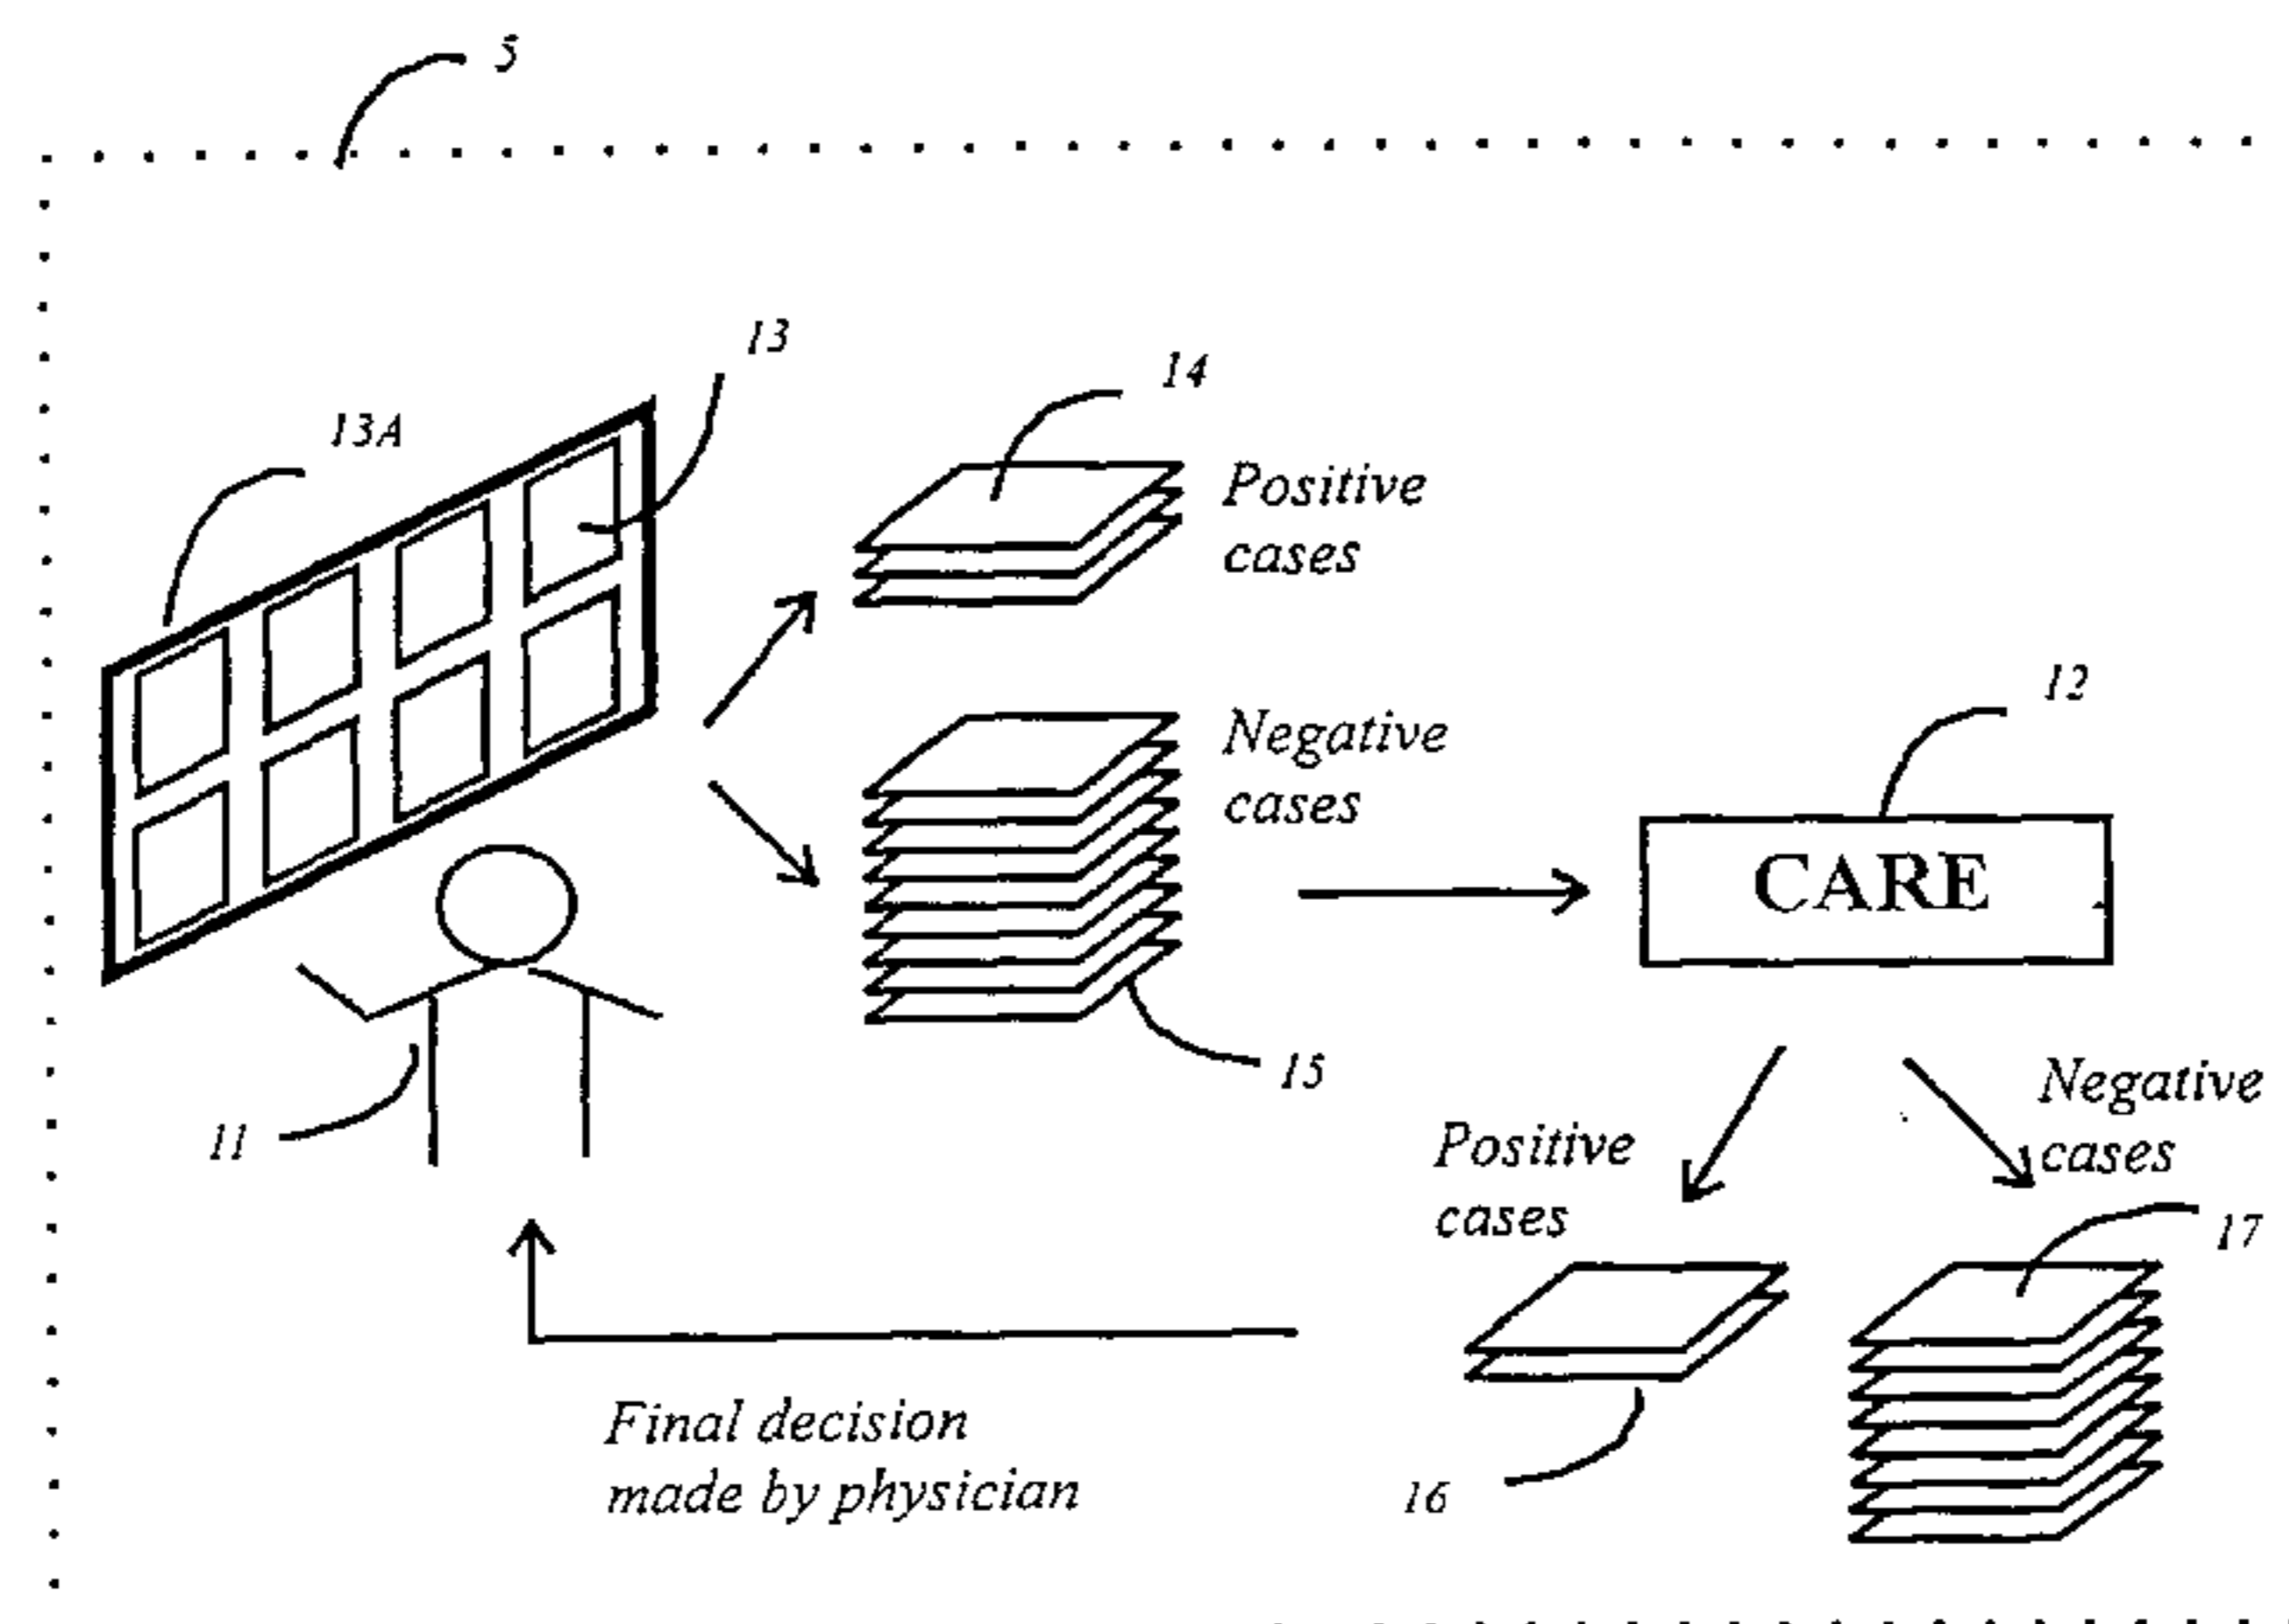 5
13
14
13A
Positive
cases
12
Negative
cases
CARE
15
Negative
cases
11
Positive
cases
17
Final decision
made by physician
16